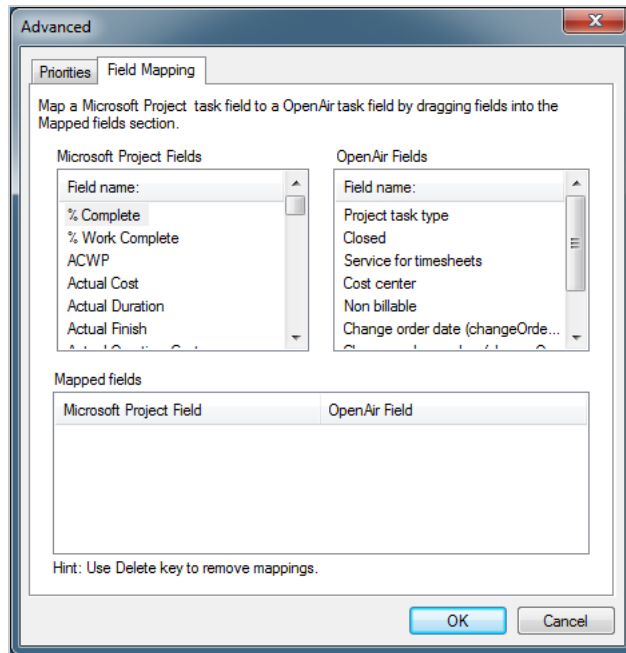 Advanced
Priorities Field Mapping
Map a Microsoft Project task field to a OpenAir task field by dragging fields into the
Mapped fields section.
Microsoft Project Fields OpenAir Fields
Field name: Field name:
% Complete Project task type
% Work Complete Closed
ACWP Service for timesheets
Actual Cost Cost center
Actual Duration Non billable
Actual Finish Change order date (changeOrde...
Mapped fields
Microsoft Project Field OpenAir Field
Hint: Use Delete key to remove mappings.
OK Cancel